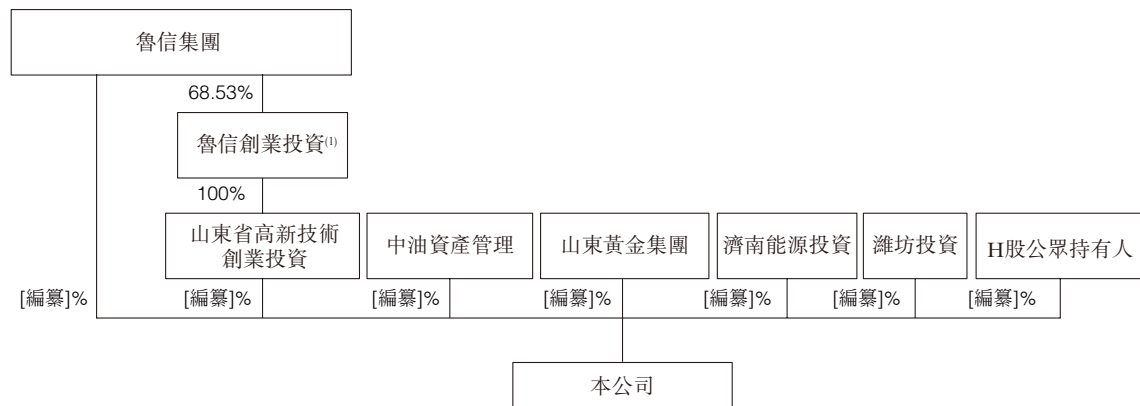 魯信集團
68.53%
魯信創業投資(1)
100%
山東省高新技術
創業投資
中油資產管理
山東黃金集團
濟南能源投資
濰坊投資
H股公眾持有人
[編纂]%
[編纂]%
[編纂]%
[編纂]%
[編纂]%
[編纂]%
[編纂]%
本公司